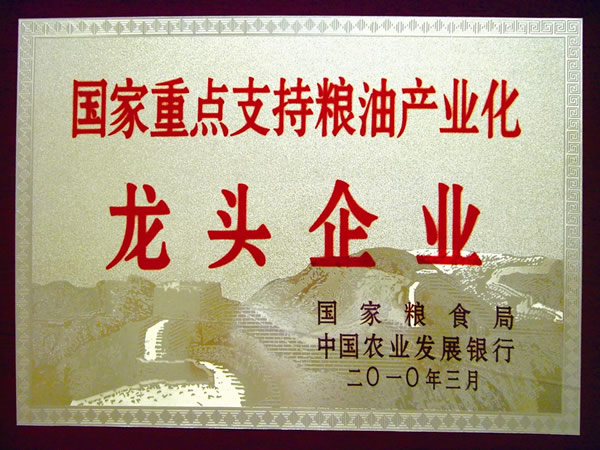 国家重点支持粮油产业化
龙头企业
国家粮食局
中国农业发展银行
二〇一〇年三月